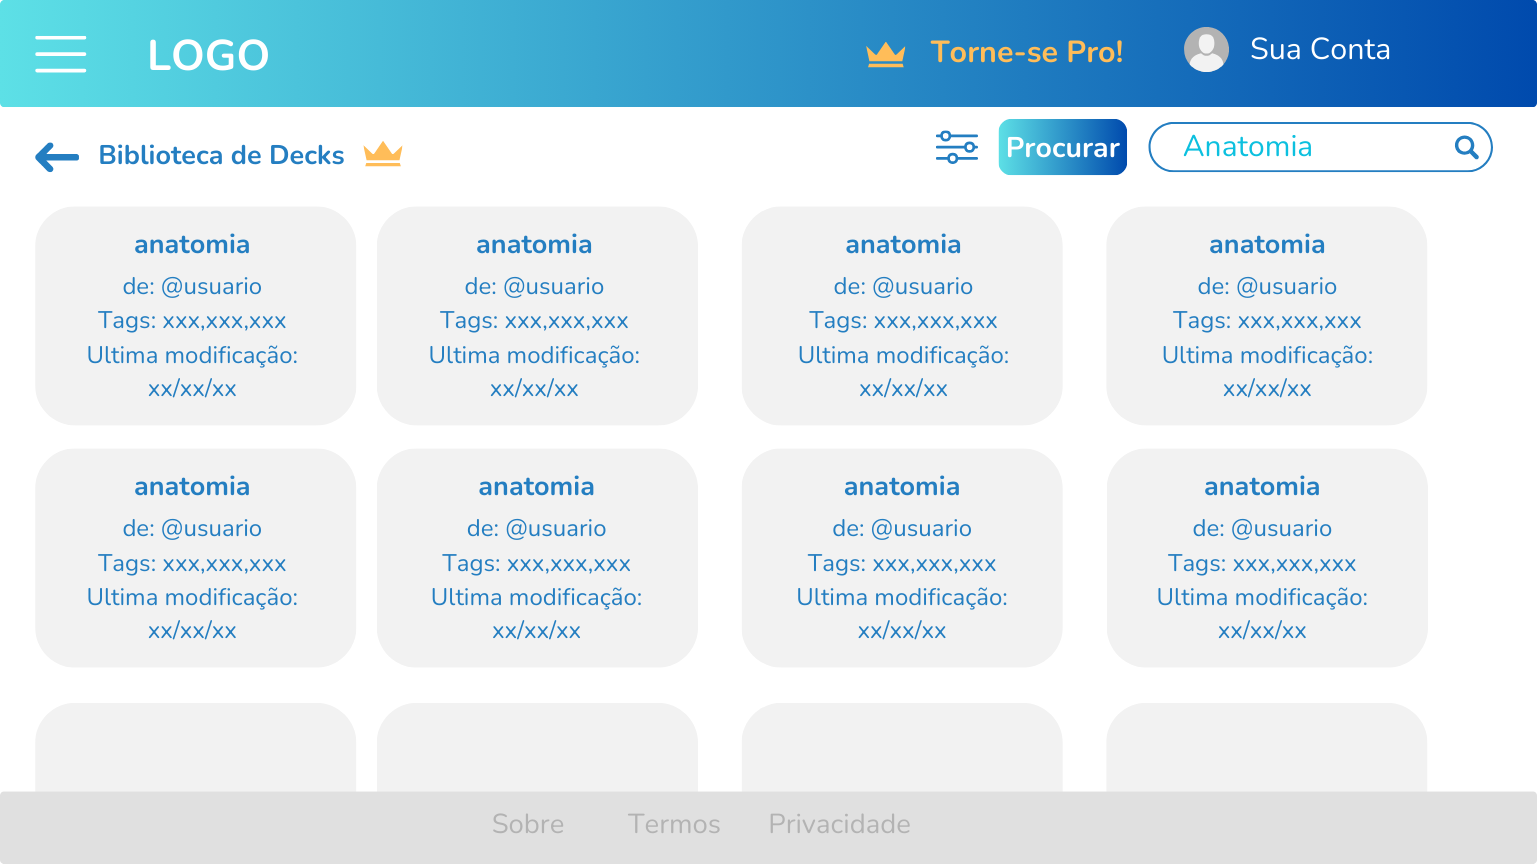 LOGO
Torne-se Pro!
Sua Conta
Biblioteca de Decks
Procurar
Anatomia
anatomia
de: @usuario
Tags: xxx,xxx,xxx
Ultima modificação:
xx/xx/xx
anatomia
de: @usuario
Tags: xxx,xxx,xxx
Ultima modificação:
xx/xx/xx
anatomia
de: @usuario
Tags: xxx,xxx,xxx
Ultima modificação:
xx/xx/xx
anatomia
de: @usuario
Tags: xxx,xxx,xxx
Ultima modificação:
xx/xx/xx
anatomia
de: @usuario
Tags: xxx,xxx,xxx
Ultima modificação:
xx/xx/xx
anatomia
de: @usuario
Tags: xxx,xxx,xxx
Ultima modificação:
xx/xx/xx
anatomia
de: @usuario
Tags: xxx,xxx,xxx
Ultima modificação:
xx/xx/xx
anatomia
de: @usuario
Tags: xxx,xxx,xxx
Ultima modificação:
xx/xx/xx
Sobre
Termos
Privacidade